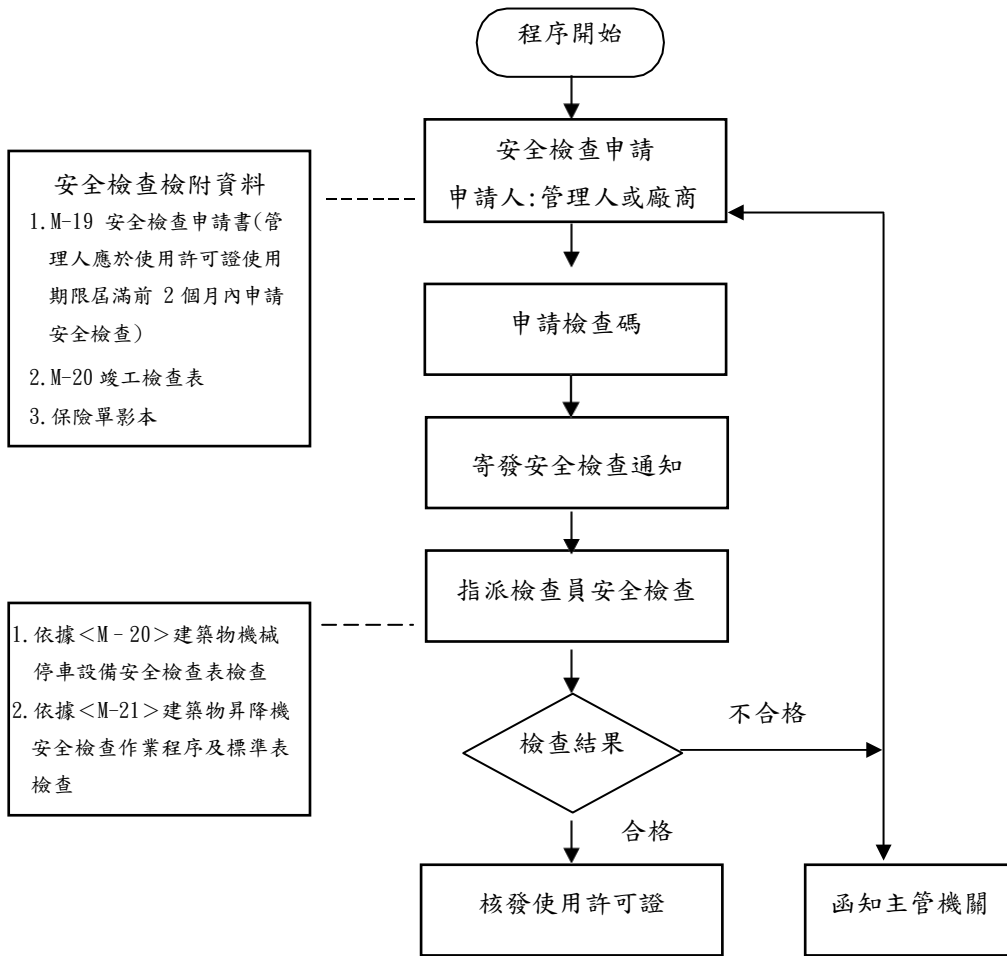 程序開始
安全檢查申請
申請人:管理人或廠商
安全檢查檢附資料
1.M-19 安全檢查申請書(管
理人應於使用許可證使用
期限屆滿前 2 個月內申請
安全檢查)
2.M-20 竣工檢查表
3.保險單影本
申請檢查碼
寄發安全檢查通知
指派檢查員安全檢查
1.依據＜M–20＞建築物機械
停車設備安全檢查表檢查
2.依據＜M-21＞建築物昇降機
安全檢查作業程序及標準表
檢查
檢查結果
不合格
合格
核發使用許可證
函知主管機關